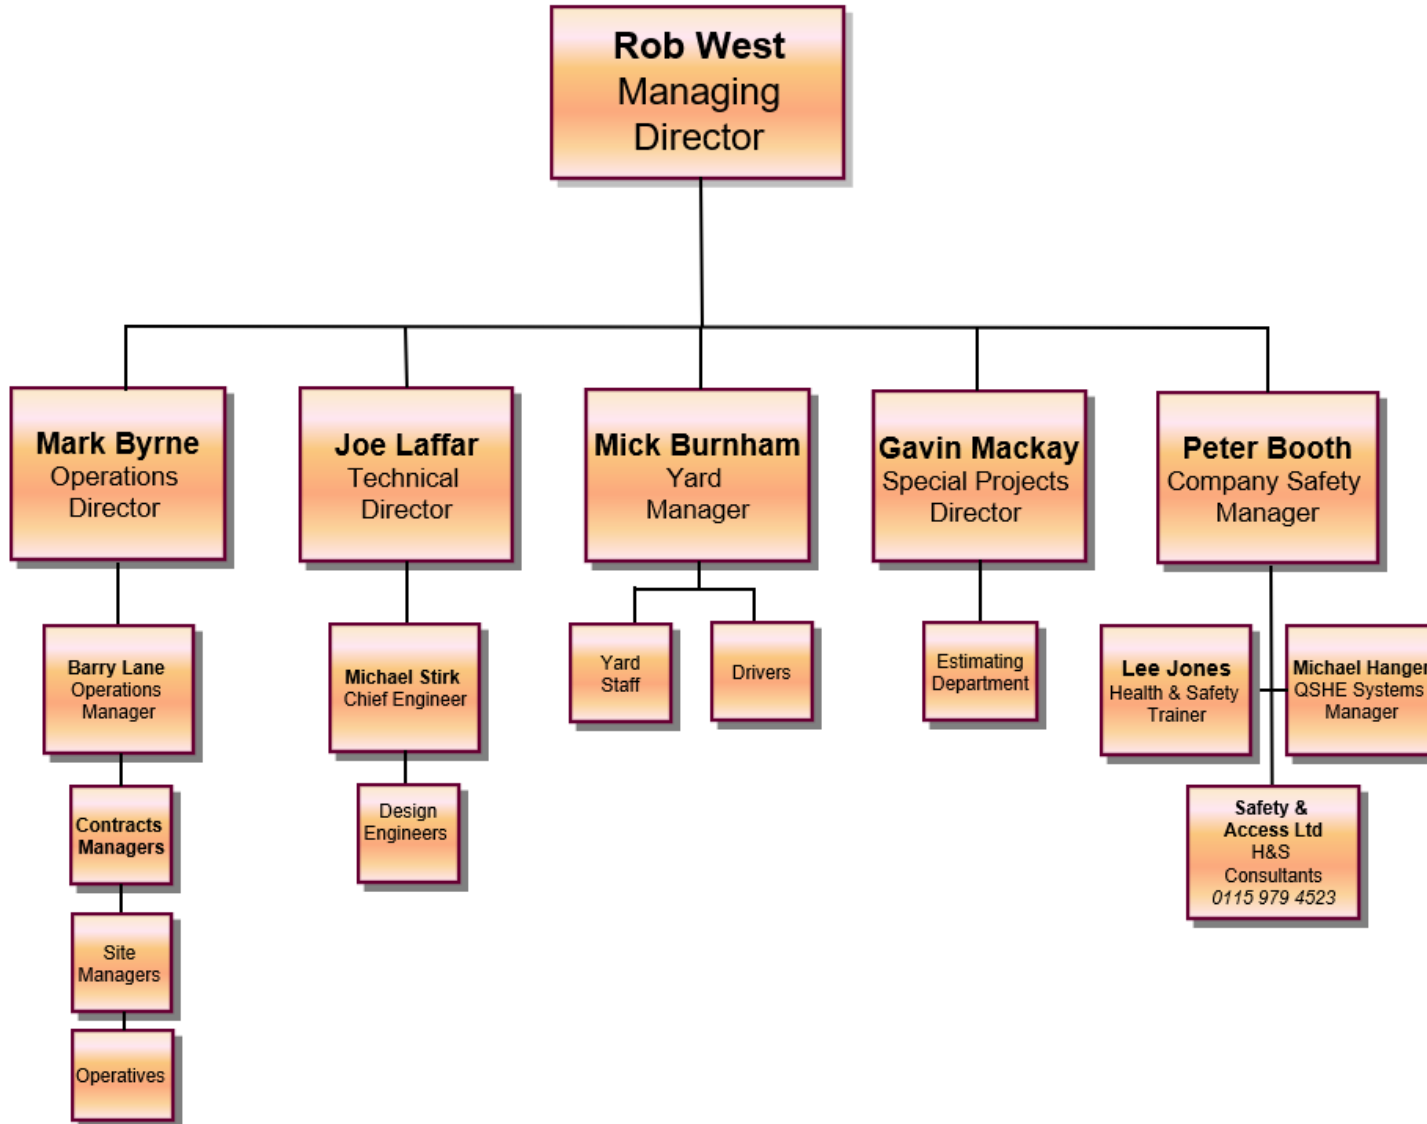 Rob West
Managing
Director
Mark Byrne
Operations
Director
Joe Laffar
Technical
Director
Mick Burnham
Yard
Manager
Gavin Mackay
Special Projects
Director
Peter Booth
Company Safety
Manager
Barry Lane
Operations
Manager
Michael Stirk
Chief Engineer
Yard
Staff
Drivers
Estimating
Department
Lee Jones
Health & Safety
Trainer
Michael Hanger
QSHE Systems
Manager
Contracts
Managers
Design
Engineers
Safety &
Access Ltd
H&S
Consultants
0115 979 4523
Site
Managers
Operatives